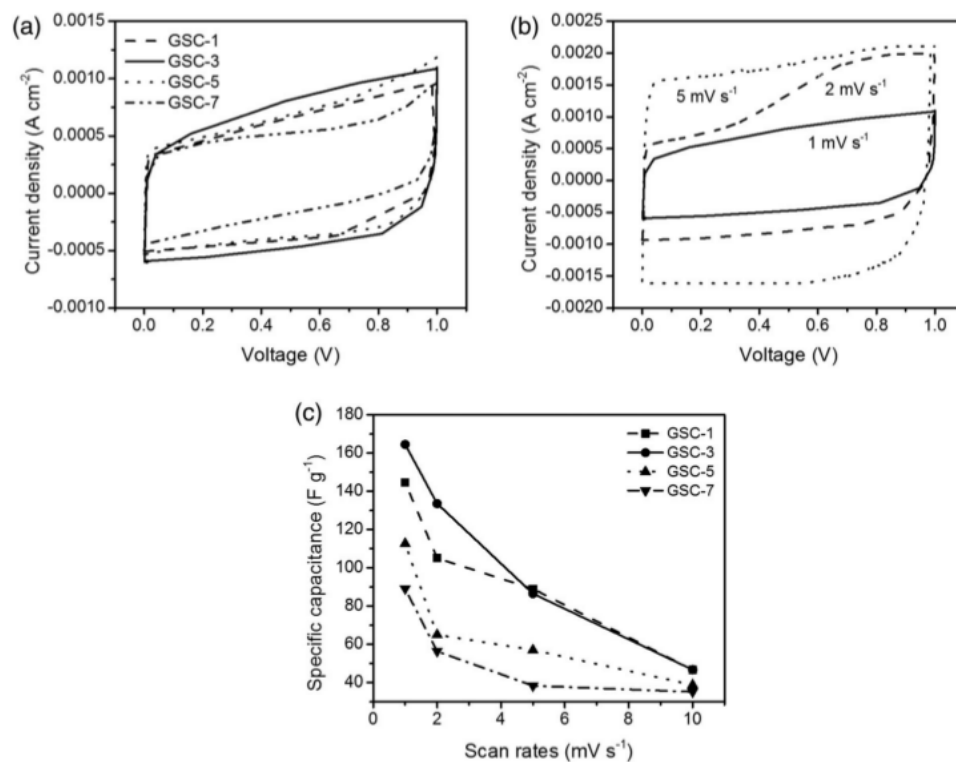 (a)
0.0015
0.0010
0.0005
0.0000
-0.0005
-0.0010
Current density (A cm⁻²)
GSC-1
GSC-3
GSC-5
GSC-7
0.0 0.2 0.4 0.6 0.8 1.0
Voltage (V)
(b)
0.0025
0.0020
0.0015
0.0010
0.0005
0.0000
-0.0005
-0.0010
-0.0015
-0.0020
Current density (A cm⁻²)
5 mV s⁻¹
2 mV s⁻¹
1 mV s⁻¹
0.0 0.2 0.4 0.6 0.8 1.0
Voltage (V)
(c)
180
160
140
120
100
80
60
40
Specific capacitance (F g⁻¹)
GSC-1
GSC-3
GSC-5
GSC-7
0 2 4 6 8 10
Scan rates (mV s⁻¹)